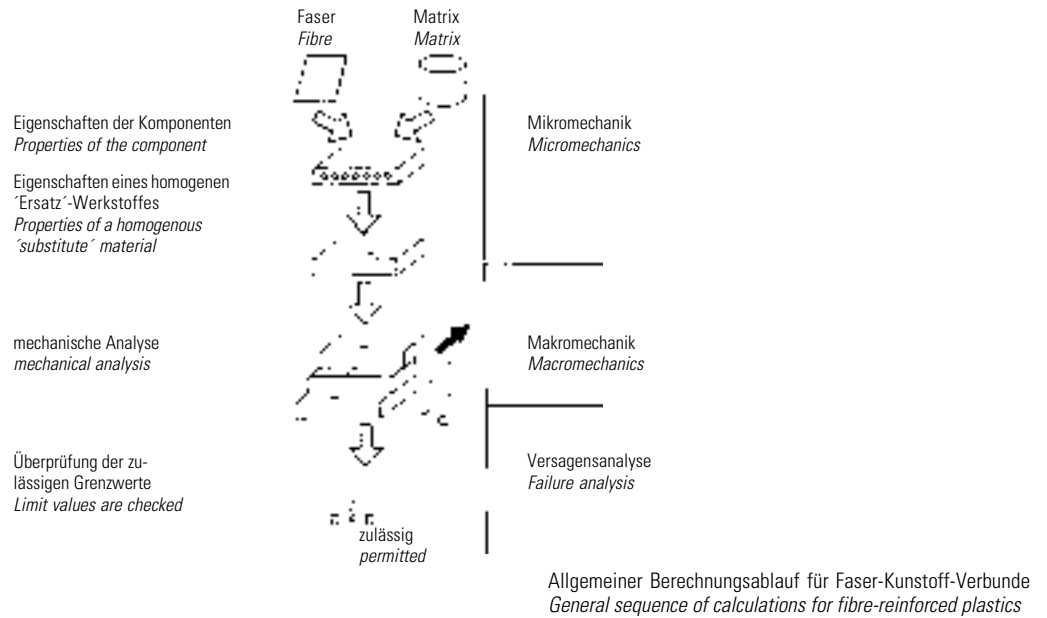 Faser
Fibre
Matrix
Matrix
Eigenschaften der Komponenten
Properties of the component
Mikromechanik
Micromechanics
Eigenschaften eines homogenen
´Ersatz´-Werkstoffes
Properties of a homogenous
´substitute´ material
mechanische Analyse
mechanical analysis
Makromechanik
Macromechanics
Überprüfung der zu-
lässigen Grenzwerte
Limit values are checked
Versagensanalyse
Failure analysis
zulässig
permitted
Allgemeiner Berechnungsablauf für Faser-Kunstoff-Verbunde
General sequence of calculations for fibre-reinforced plastics